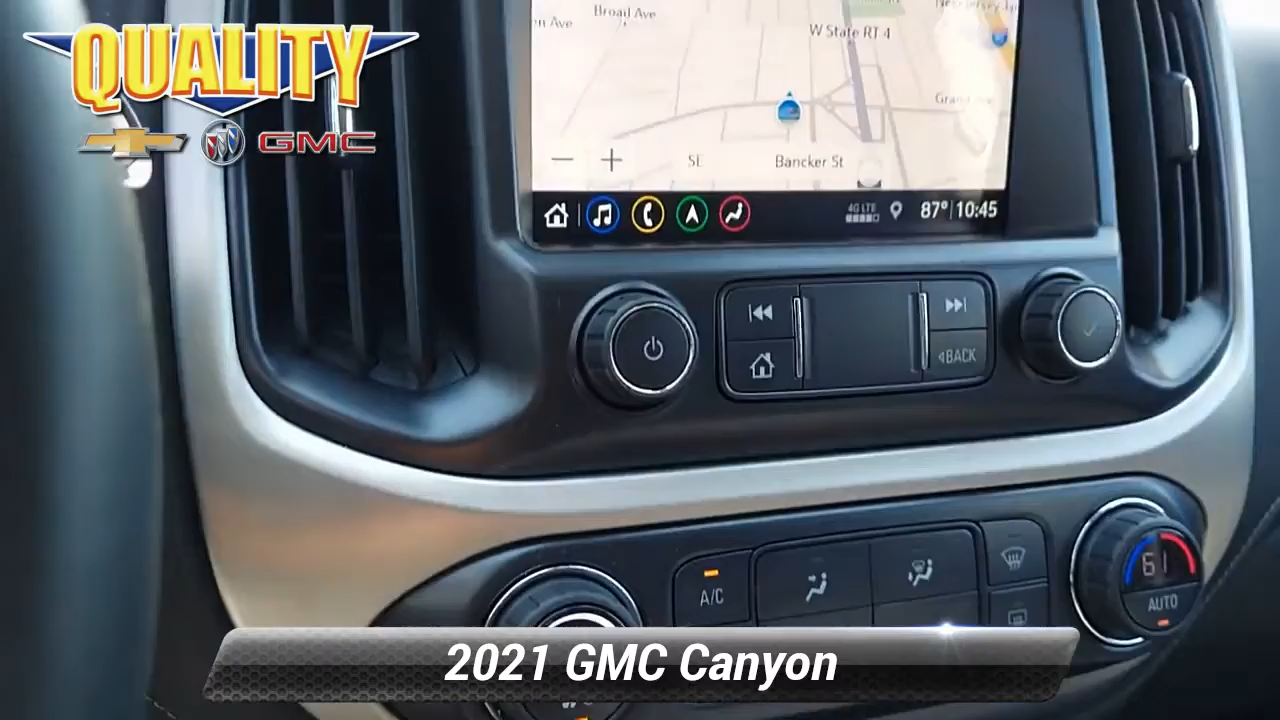 QUALITY
GMC
Broad Ave
W State RT 4
SE
Bancker St
4G LTE
87° 10:45
◁BACK
A/C
61
AUTO
2021 GMC Canyon